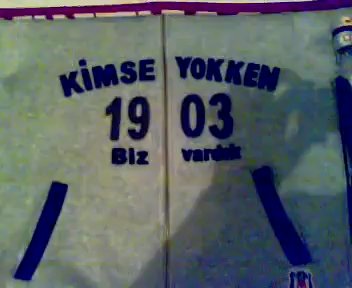 KİMSE YOKKEN
19 03
Biz vardık